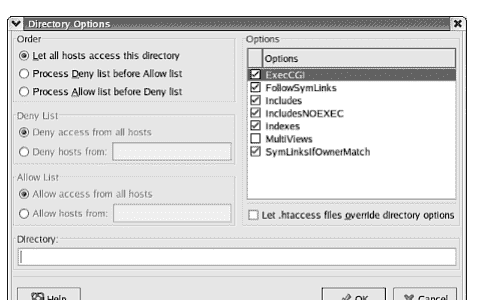 Directory Options
Order
Let all hosts access this directory
Process Deny list before Allow list
Process Allow list before Deny list
Deny List
Deny access from all hosts
Deny hosts from:
Allow List
Allow access from all hosts
Allow hosts from:
Options
Options
ExecCGI
FollowSymLinks
Includes
IncludesNOEXEC
Indexes
MultiViews
SymLinksIfOwnerMatch
Let .htaccess files override directory options
Directory:
Help
OK
Cancel